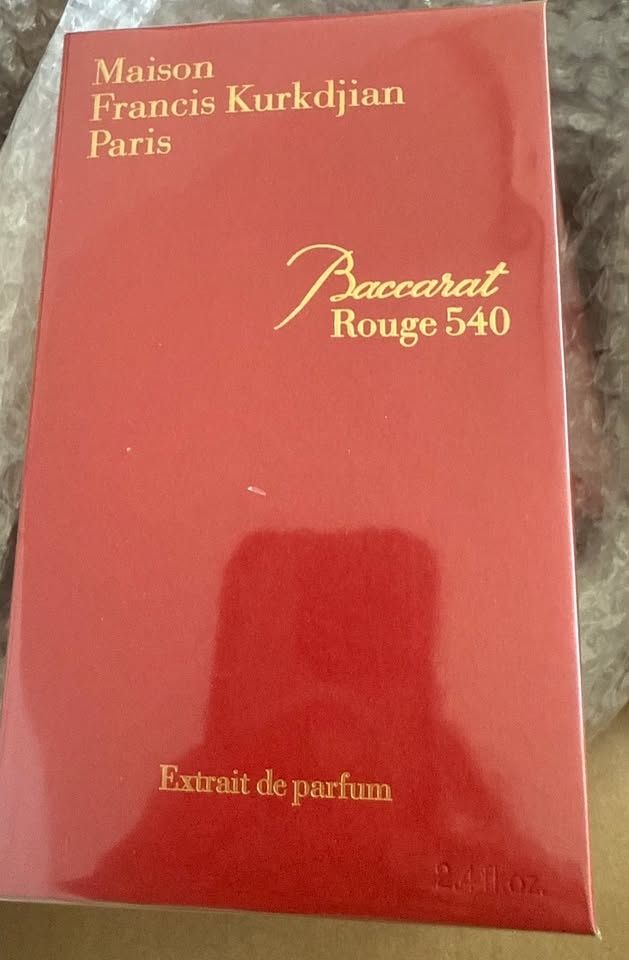 Maison
Francis Kurkdjian
Paris
Baccarat
Rouge 540
Extrait de parfum
2.4 fl oz.